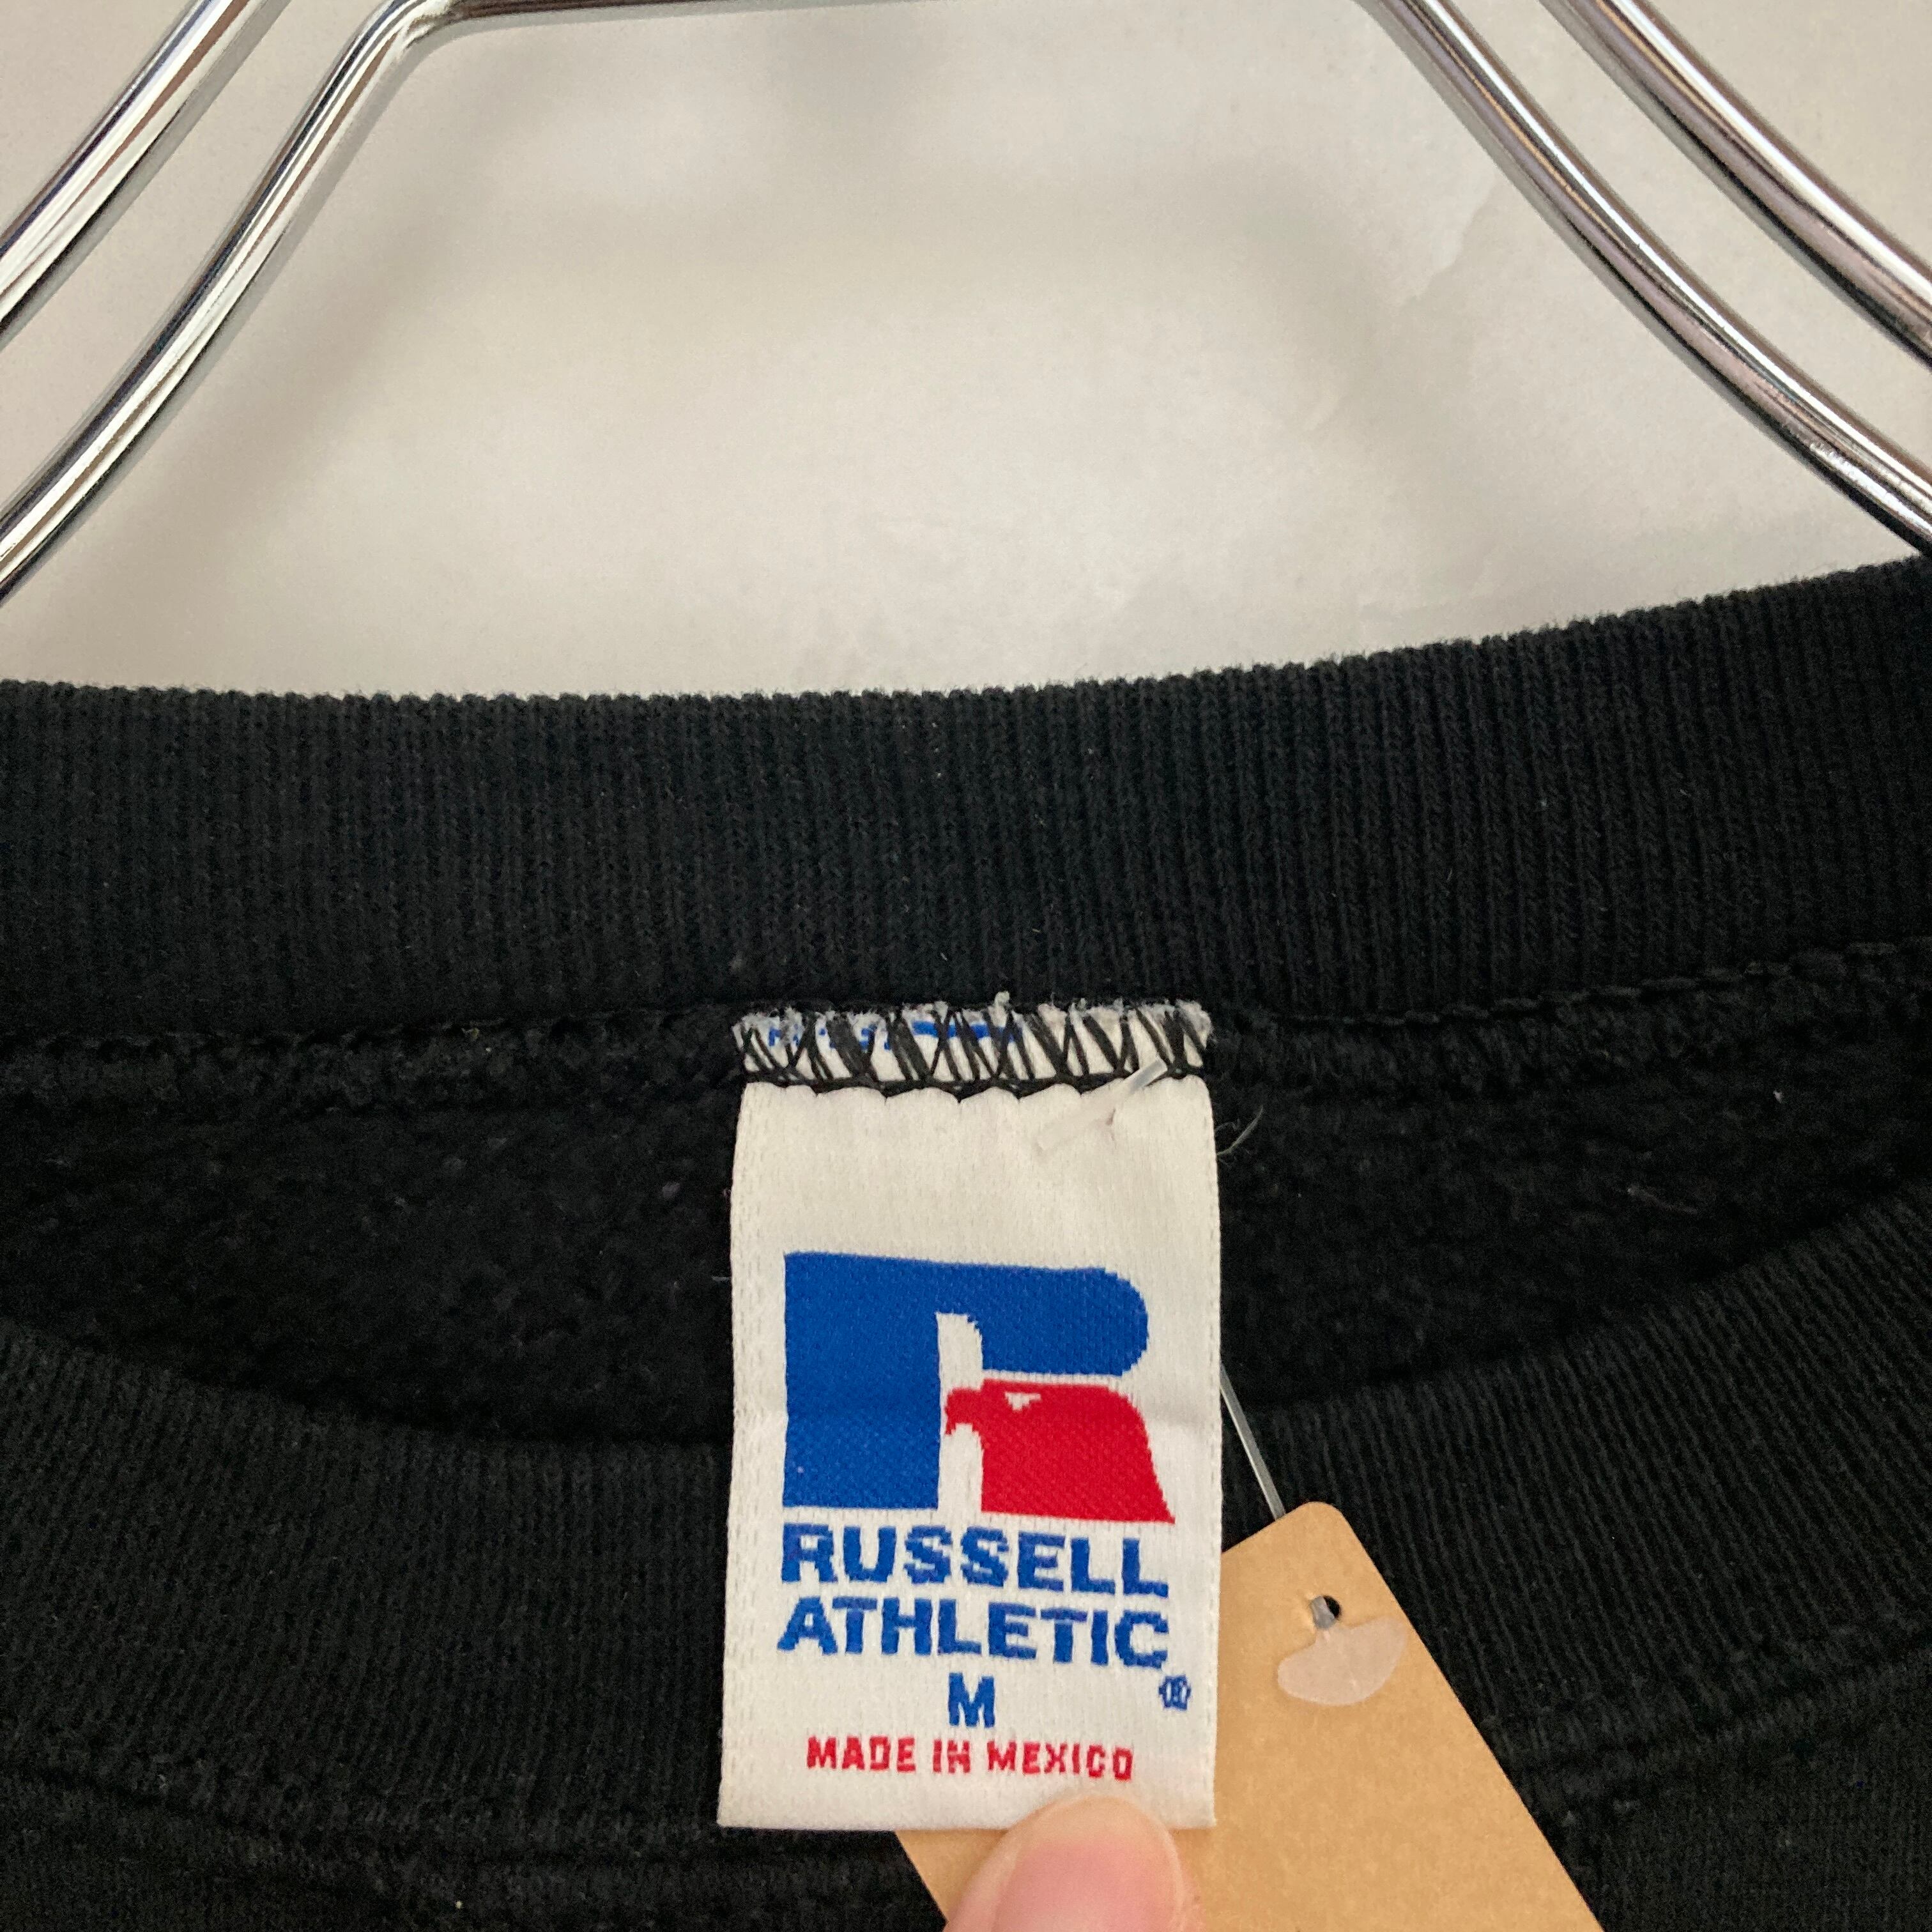 RUSSELL
ATHLETIC
®
M
MADE IN MEXICO